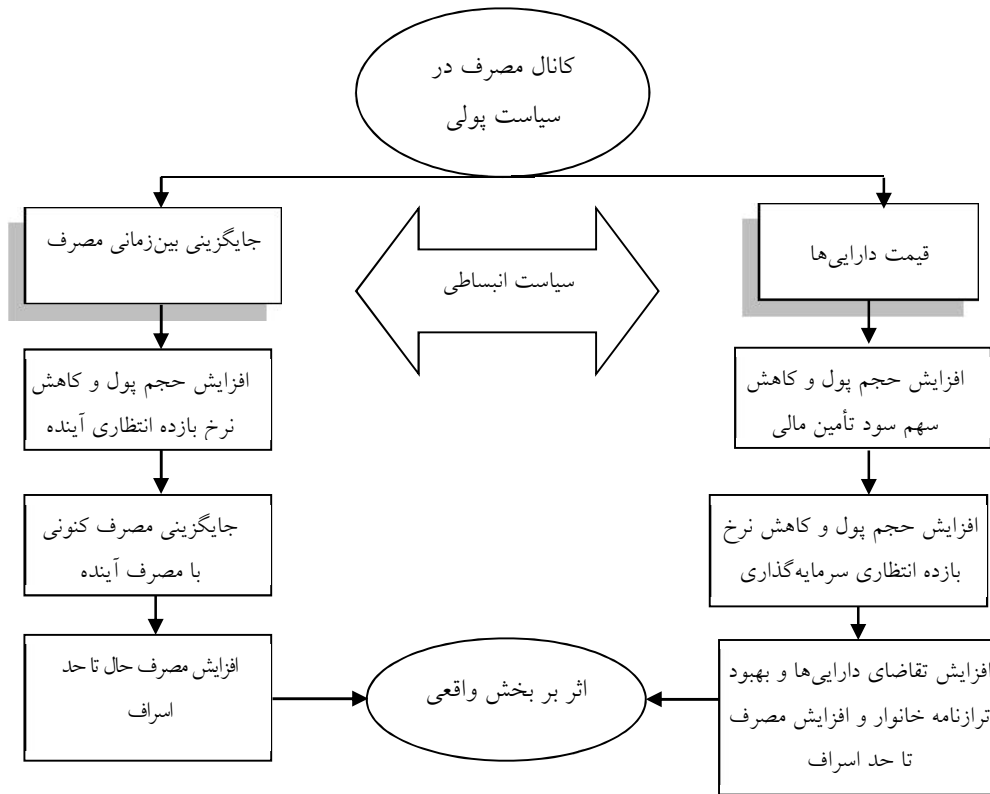 کانال مصرف در
سیاست پولی
قیمت دارایی‌ها
جایگزینی بین‌زمانی مصرف
سیاست انبساطی
افزایش حجم پول و کاهش
سهم سود تأمین مالی
افزایش حجم پول و کاهش
نرخ بازده انتظاری آینده
افزایش حجم پول و کاهش نرخ
بازده انتظاری سرمایه‌گذاری
جایگزینی مصرف کنونی
با مصرف آینده
افزایش تقاضای دارایی‌ها و بهبود
ترازنامه خانوار و افزایش مصرف
تا حد اسراف
اثر بر بخش واقعی
افزایش مصرف حال تا حد
اسراف